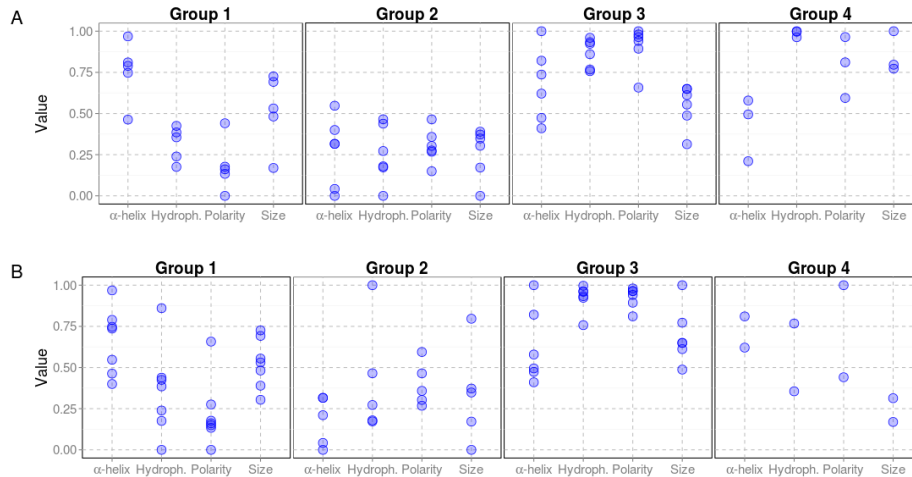 A
Group 1 Group 2 Group 3 Group 4
1.00
0.75
0.50
0.25
0.00
Value
α-helix Hydroph. Polarity Size α-helix Hydroph. Polarity Size α-helix Hydroph. Polarity Size α-helix Hydroph. Polarity Size
B
Group 1 Group 2 Group 3 Group 4
1.00
0.75
0.50
0.25
0.00
Value
α-helix Hydroph. Polarity Size α-helix Hydroph. Polarity Size α-helix Hydroph. Polarity Size α-helix Hydroph. Polarity Size